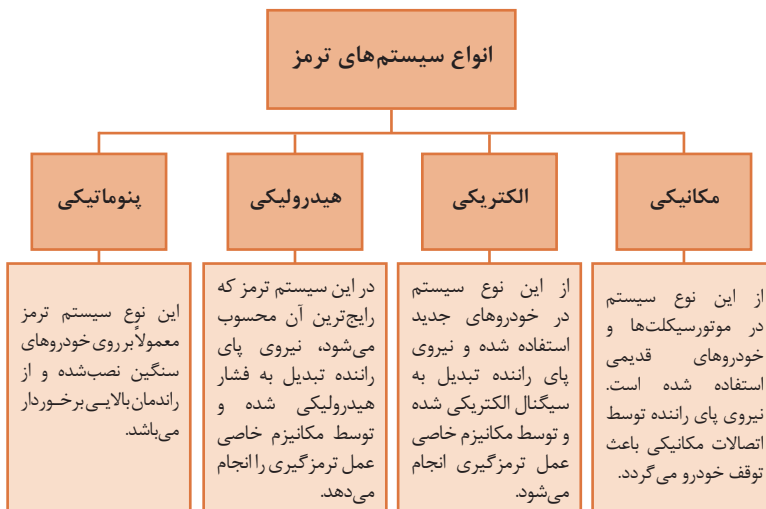 انواع سیستم‌های ترمز
مکانیکی
از این نوع سیستم
در موتورسیکلت‌ها و
خودروهای قدیمی
استفاده شده است.
نیروی پای راننده توسط
اتصالات مکانیکی باعث
توقف خودرو می‌گردد.
الکتریکی
از این نوع سیستم
در خودروهای جدید
استفاده شده و نیروی
پای راننده تبدیل به
سیگنال الکتریکی شده
و توسط مکانیزم خاصی
عمل ترمزگیری انجام
می‌شود.
هیدرولیکی
در این سیستم ترمز که
رایج‌ترین آن محسوب
می‌شود، نیروی پای
راننده تبدیل به فشار
هیدرولیکی شده و
توسط مکانیزم خاصی
عمل ترمزگیری را انجام
می‌دهد.
پنوماتیکی
این نوع سیستم ترمز
معمولاً بر روی خودروهای
سنگین نصب‌شده و از
راندمان بالایـی برخـوردار
می‌باشد.